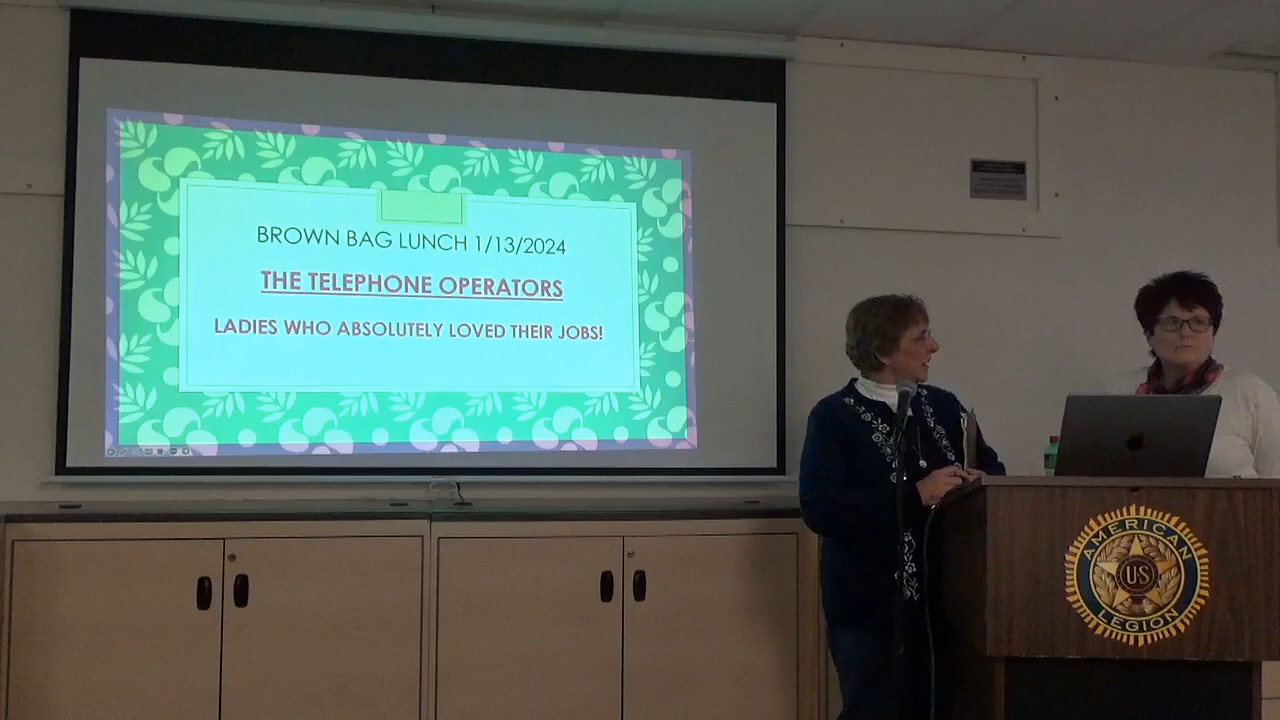 BROWN BAG LUNCH 1/13/2024
THE TELEPHONE OPERATORS
LADIES WHO ABSOLUTELY LOVED THEIR JOBS!
AMERICAN
US
LEGION